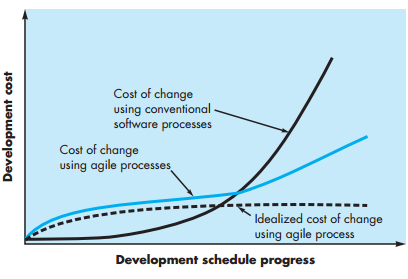 Development cost
Cost of change
using conventional
software processes
Cost of change
using agile processes
Idealized cost of change
using agile process
Development schedule progress